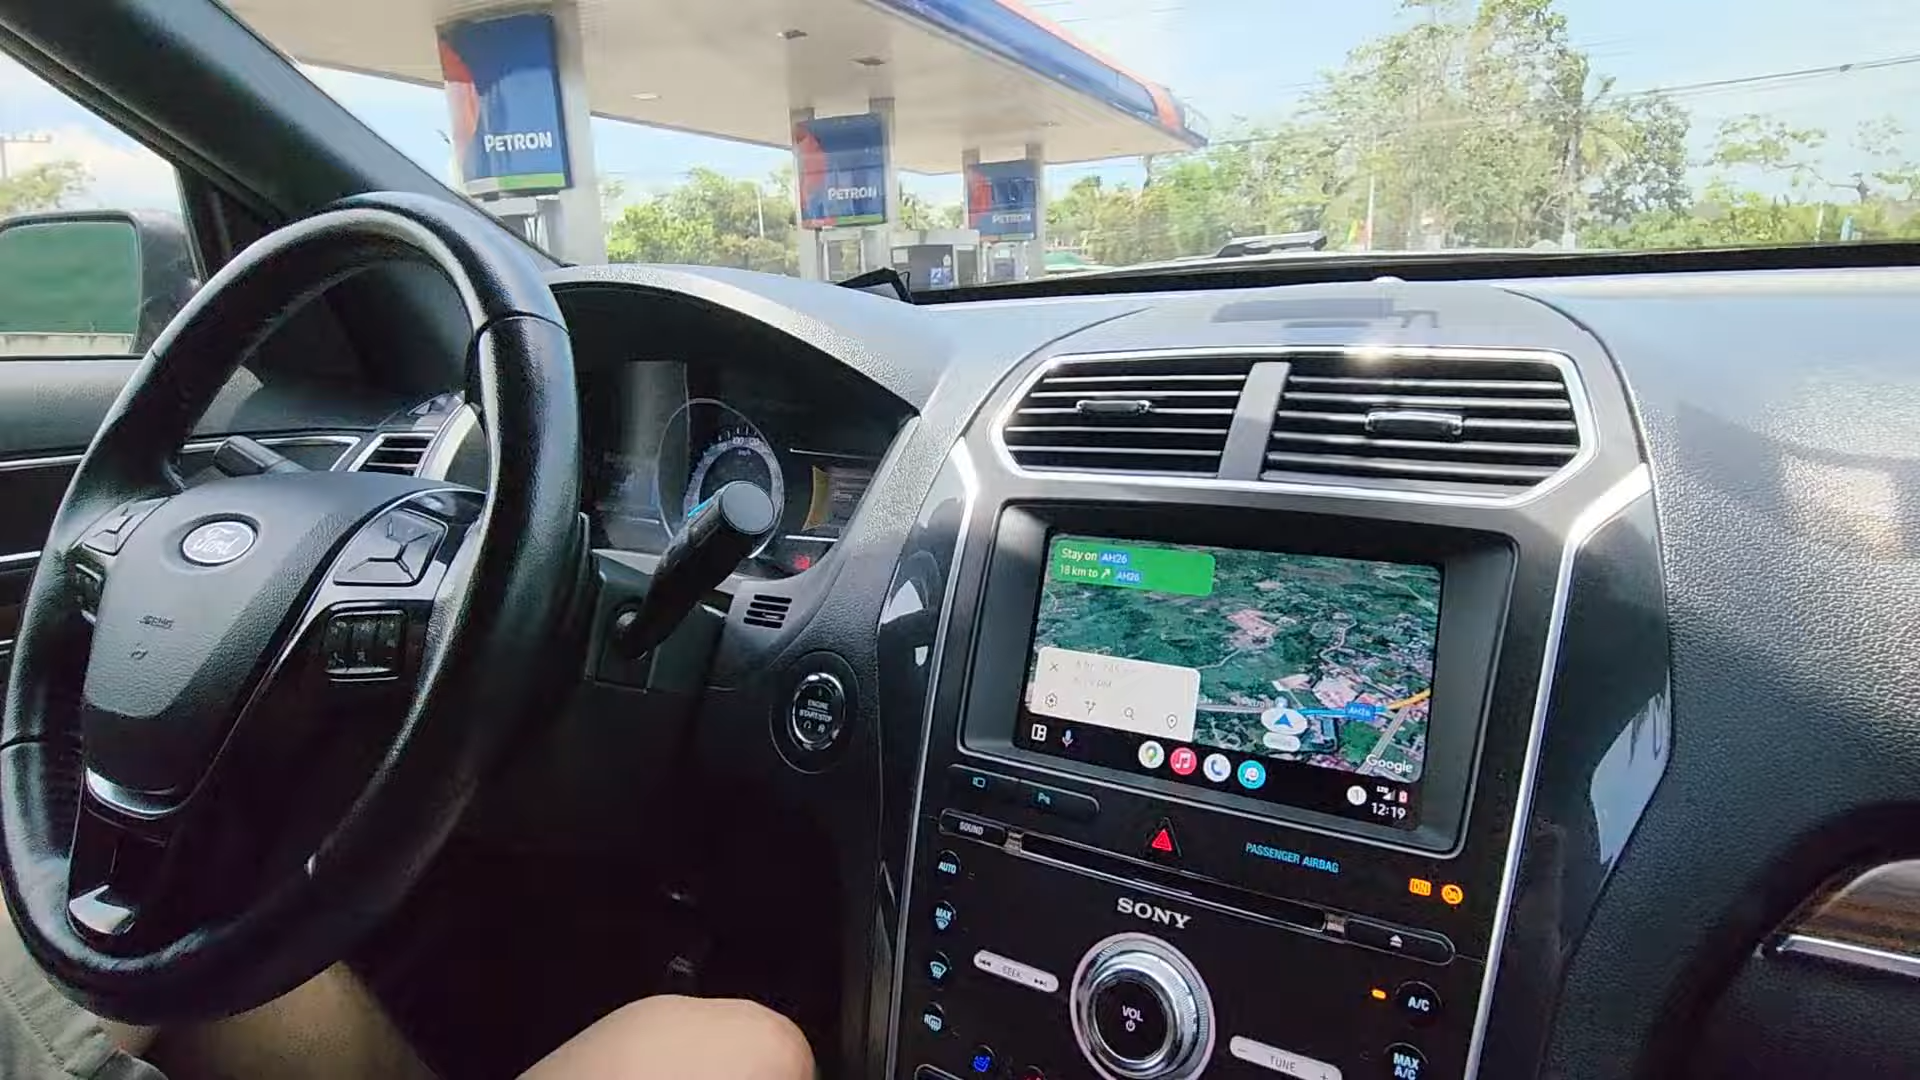 PETRON
PETRON
PETRON
Ford
Stay on AH26
18 km to AH26
AH26
Google
12:19
ENGINE
START/STOP
SOUND
AUTO
MAX
R
PASSENGER AIRBAG
SONY
SEEK
VOL
TUNE
A/C
MAX
A/C